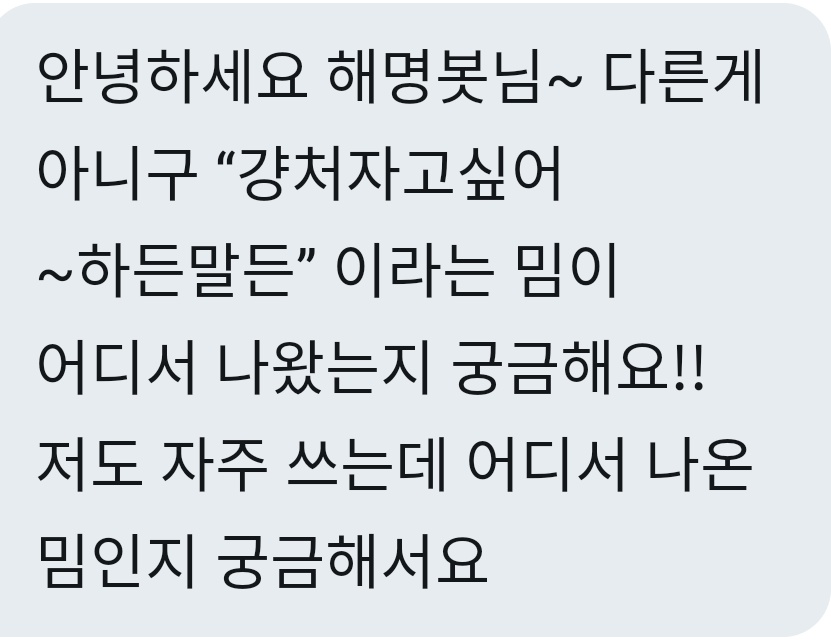 안녕하세요 해명봇님~ 다른게
아니구 “걍처자고싶어
~하든말든” 이라는 밈이
어디서 나왔는지 궁금해요!!
저도 자주 쓰는데 어디서 나온
밈인지 궁금해서요